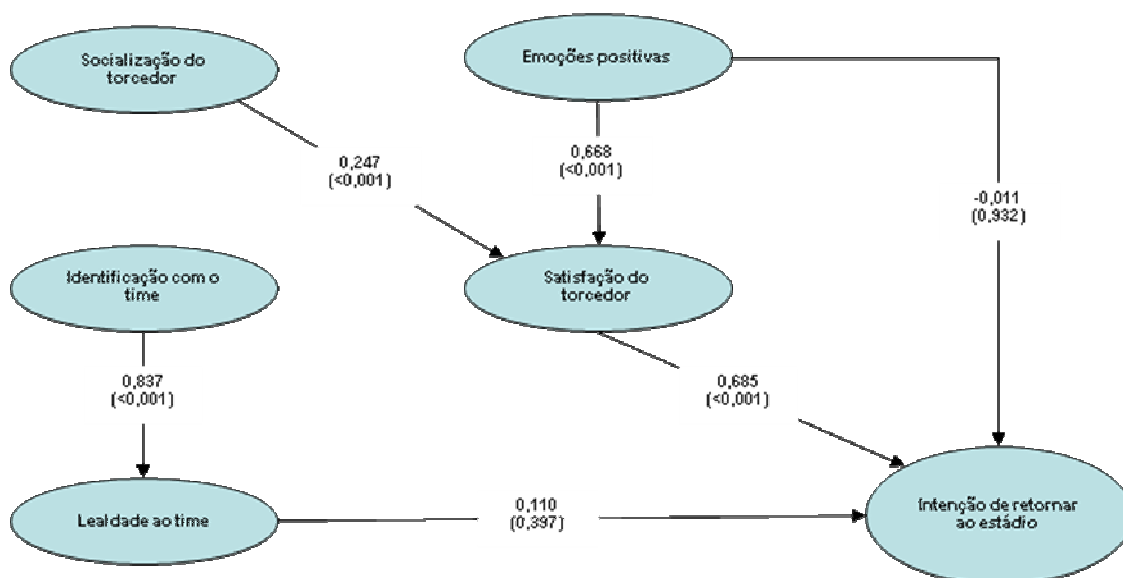 Socialização do
torcedor
Emoções positivas
0,247
(<0,001)
0,668
(<0,001)
-0,011
(0,932)
Identificação com o
time
Satisfação do
torcedor
0,837
(<0,001)
0,685
(<0,001)
Lealdade ao time
0,110
(0,397)
Intenção de retornar
ao estádio